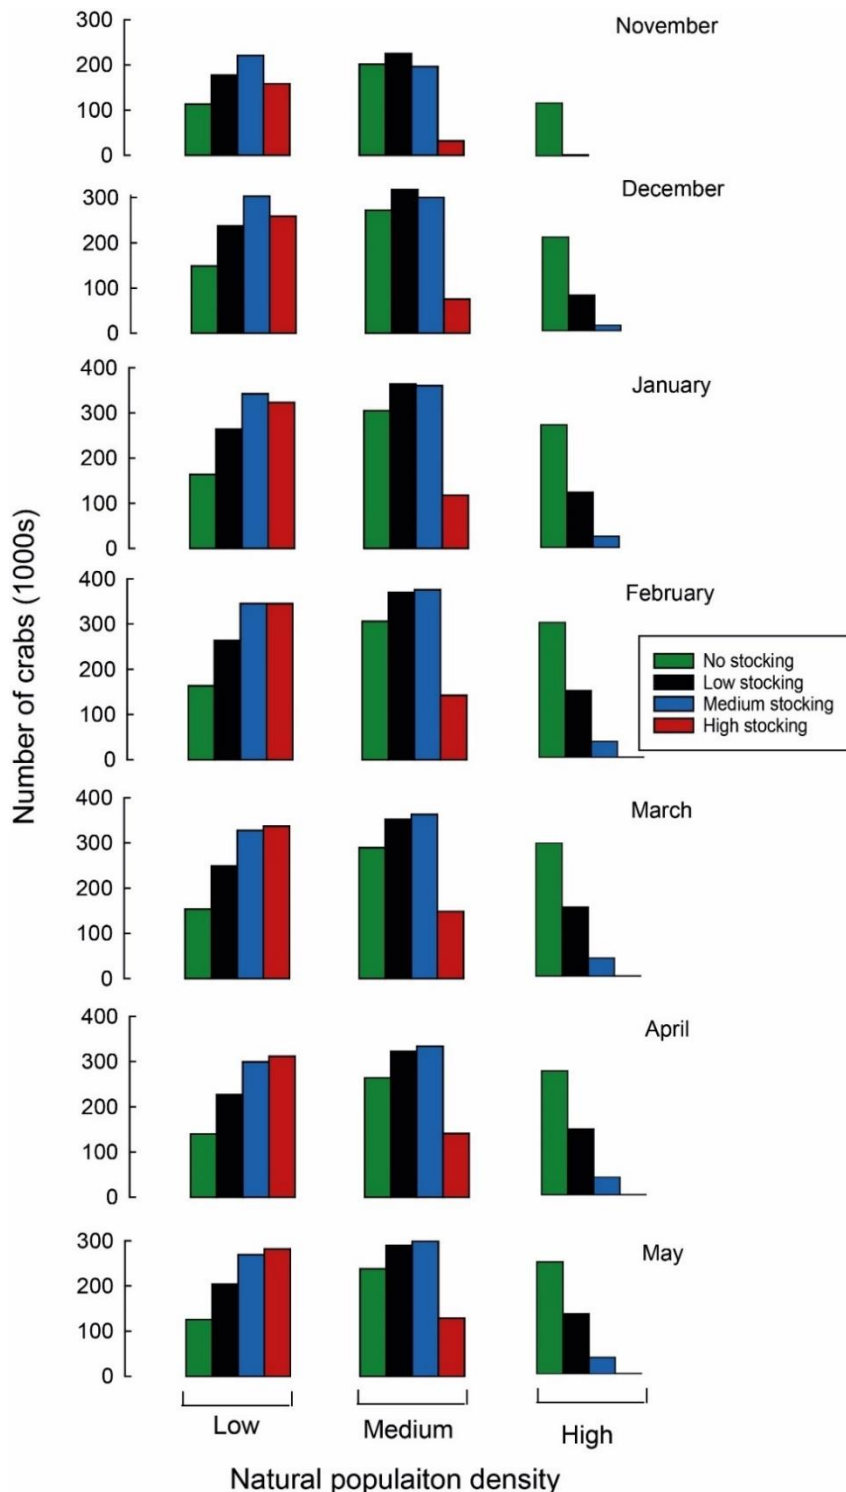 November
300
200
100
0
December
300
200
100
0
January
400
300
200
100
0
February
400
300
200
100
0
No stocking
Low stocking
Medium stocking
High stocking
March
400
300
200
100
0
April
400
300
200
100
0
May
300
200
100
0
Number of crabs (1000s)
Low Medium High
Natural populaiton density